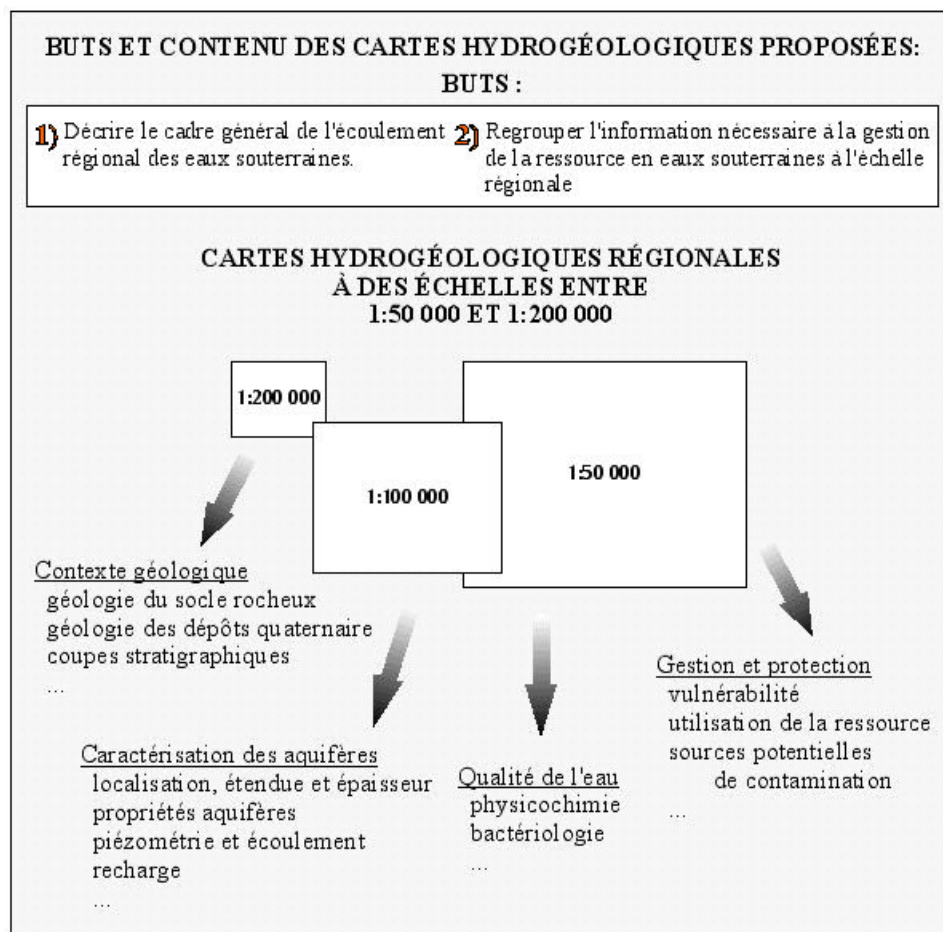 BUTS ET CONTENU DES CARTES HYDROGÉOLOGIQUES PROPOSÉES:
BUTS :
1) Décrire le cadre général de l'écoulement
régional des eaux souterraines.
2) Regrouper l'information nécessaire à la gestion
de la ressource en eaux souterraines à l'échelle
régionale
CARTES HYDROGÉOLOGIQUES RÉGIONALES
À DES ÉCHELLES ENTRE
1:50 000 ET 1:200 000
1:200 000
1:100 000
1:50 000
Contexte géologique
géologie du socle rocheux
géologie des dépôts quaternaire
coupes stratigraphiques
...
Caractérisation des aquifères
localisation, étendue et épaisseur
propriétés aquifères
piézométrie et écoulement
recharge
...
Qualité de l'eau
physicochimie
bactériologie
...
Gestion et protection
vulnérabilité
utilisation de la ressource
sources potentielles
de contamination
...